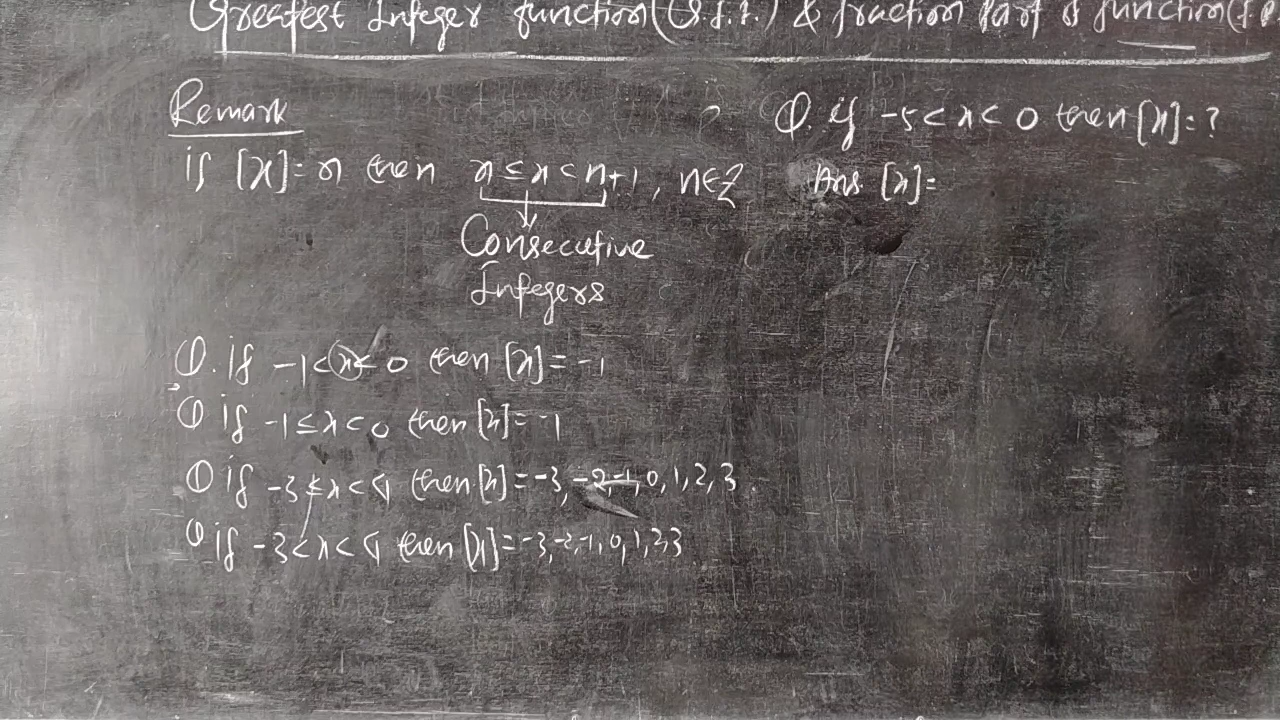 Greatest Integer function (G.I.F.) & fraction Part of function (F.P
Remark
if [x]=n then n≤x<n+1, n∈Z
Consecutive
Integers
Q. if -1<x<0 then [x]=-1
Q if -1≤x<0 then [x]=-1
Q if -3≤x<4 then [x]=-3,-2,-1,0,1,2,3
Q if -3<x<4 then [x]=-3,-2,-1,0,1,2,3
Q. if -5<x<0 then [x]=?
Ans. [x]=